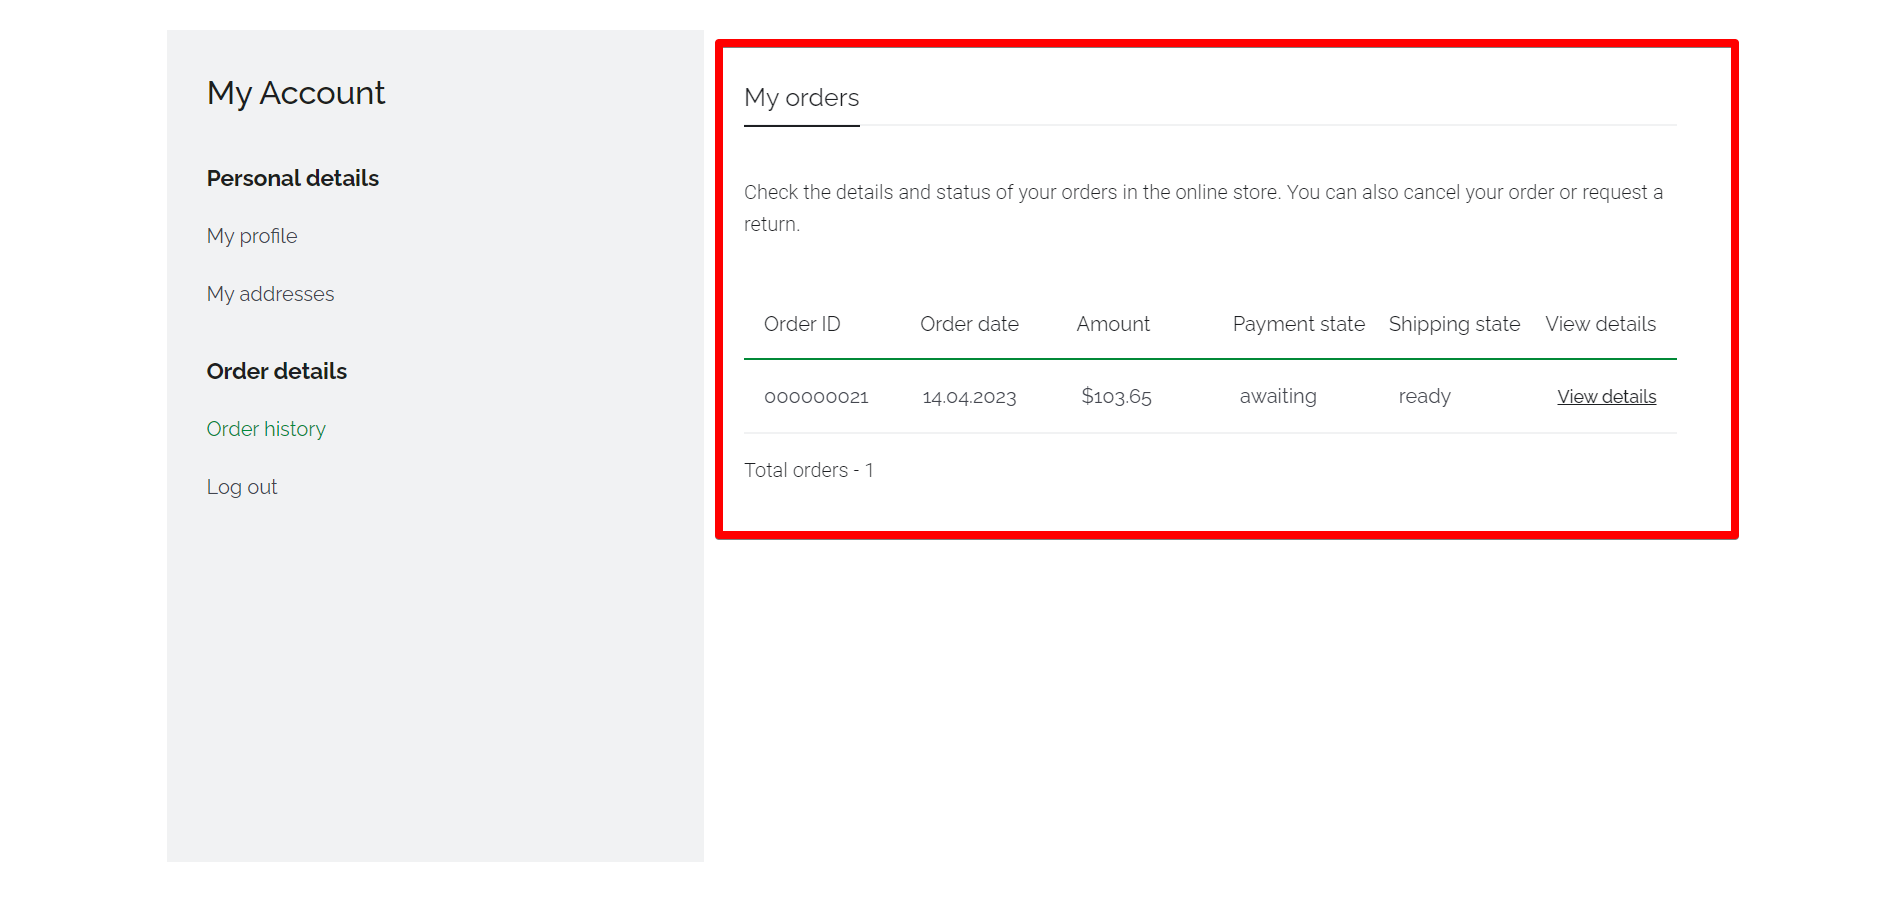 My Account
Personal details
My profile
My addresses
Order details
Order history
Log out
My orders
Check the details and status of your orders in the online store. You can also cancel your order or request a
return.
Order ID Order date Amount Payment state Shipping state View details
000000021 14.04.2023 $103.65 awaiting ready View details
Total orders - 1